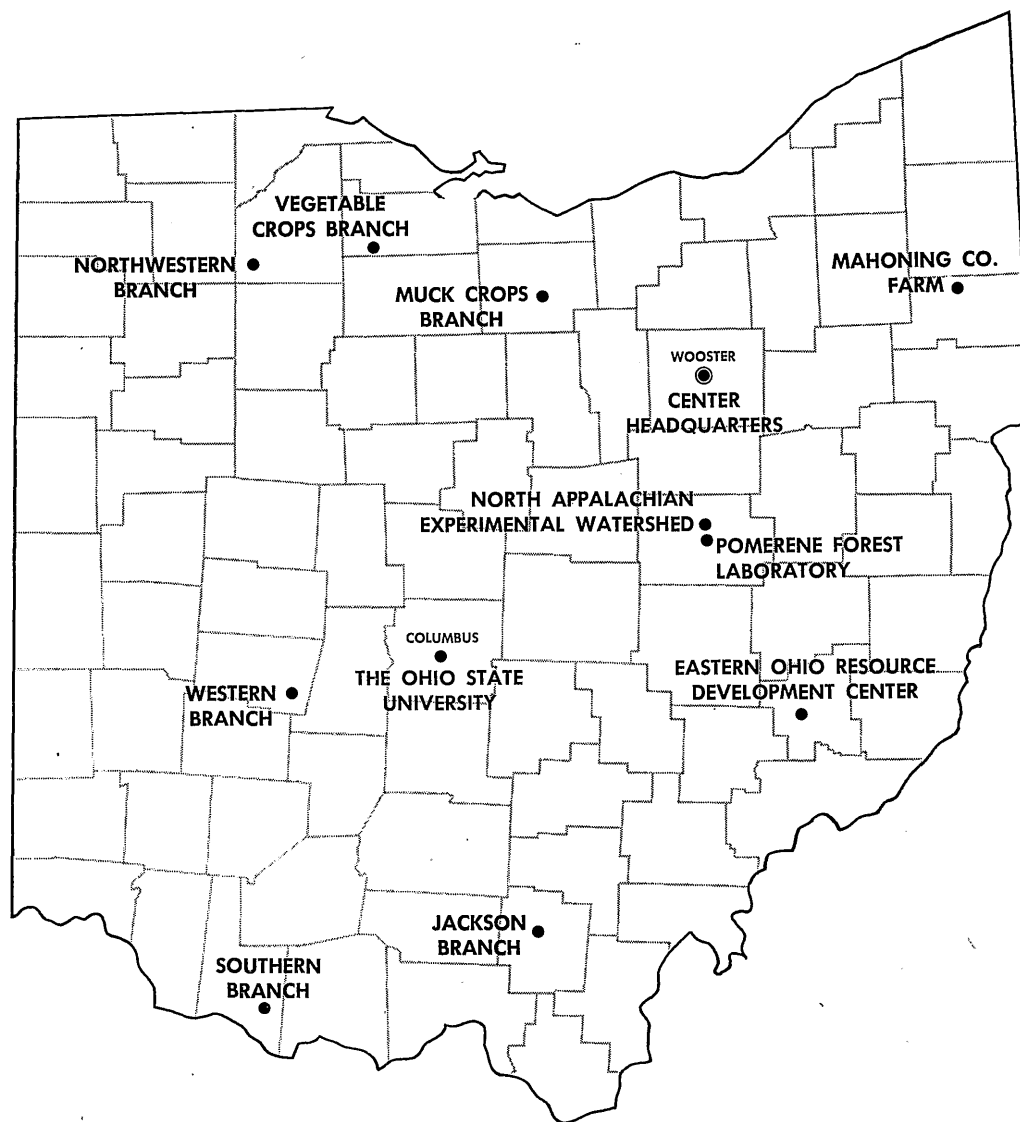 VEGETABLE
CROPS BRANCH
NORTHWESTERN
BRANCH
MUCK CROPS
BRANCH
MAHONING CO.
FARM
WOOSTER
CENTER
HEADQUARTERS
NORTH APPALACHIAN
EXPERIMENTAL WATERSHED
POMERENE FOREST
LABORATORY
COLUMBUS
THE OHIO STATE
UNIVERSITY
EASTERN OHIO RESOURCE
DEVELOPMENT CENTER
WESTERN
BRANCH
JACKSON
BRANCH
SOUTHERN
BRANCH